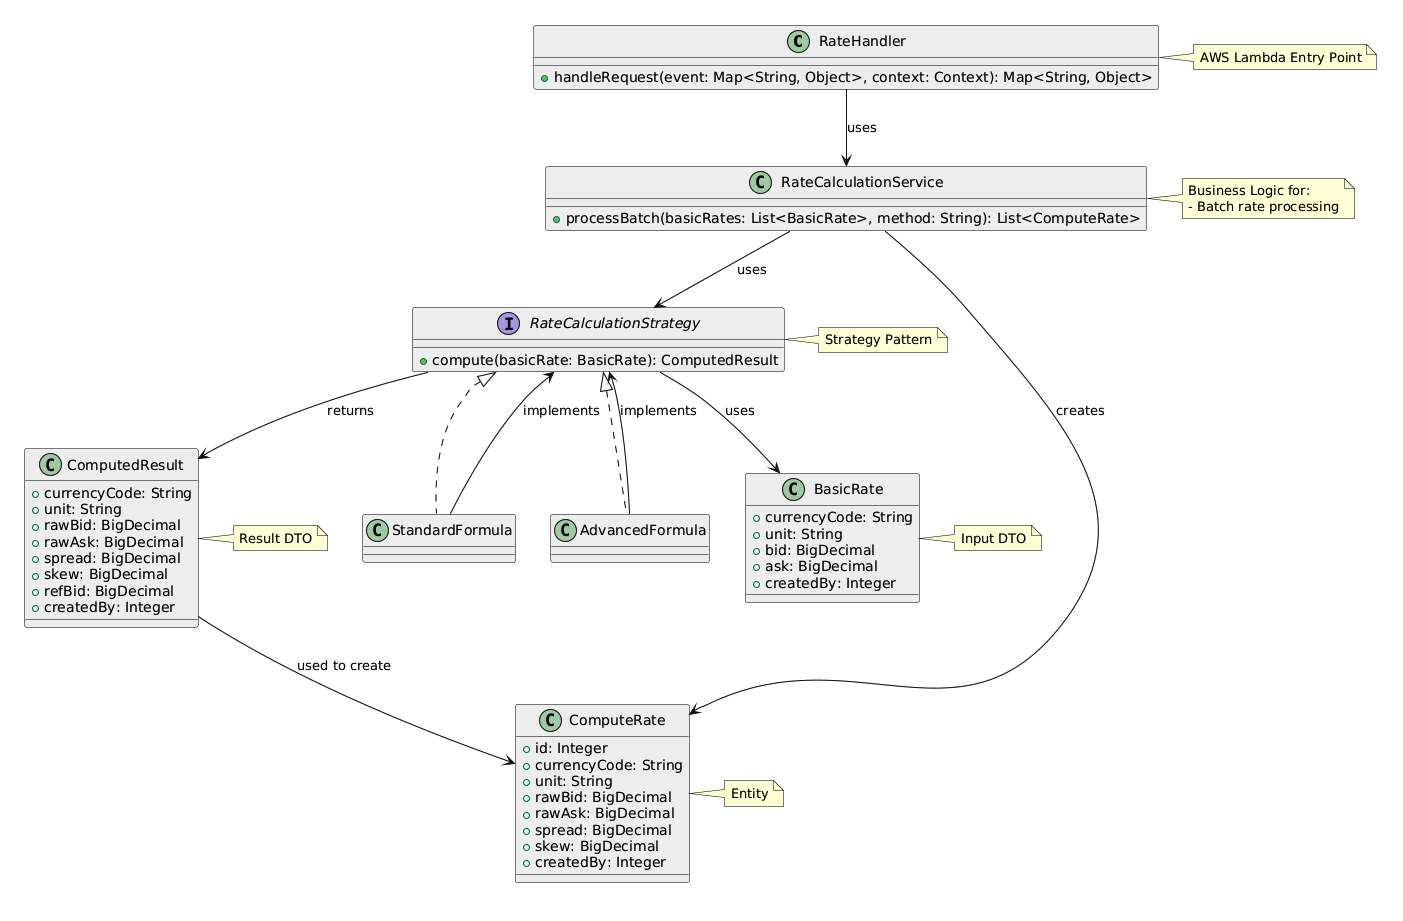 C RateHandler
handleRequest(event: Map<String, Object>, context: Context): Map<String, Object>
AWS Lambda Entry Point
uses
C RateCalculationService
processBatch(basicRates: List<BasicRate>, method: String): List<ComputeRate>
Business Logic for:
- Batch rate processing
uses
I RateCalculationStrategy
compute(basicRate: BasicRate): ComputedResult
Strategy Pattern
returns
implements
implements
uses
creates
C ComputedResult
currencyCode: String
unit: String
rawBid: BigDecimal
rawAsk: BigDecimal
spread: BigDecimal
skew: BigDecimal
refBid: BigDecimal
createdBy: Integer
Result DTO
C StandardFormula
C AdvancedFormula
C BasicRate
currencyCode: String
unit: String
bid: BigDecimal
ask: BigDecimal
createdBy: Integer
Input DTO
used to create
C ComputeRate
id: Integer
currencyCode: String
unit: String
rawBid: BigDecimal
rawAsk: BigDecimal
spread: BigDecimal
skew: BigDecimal
createdBy: Integer
Entity